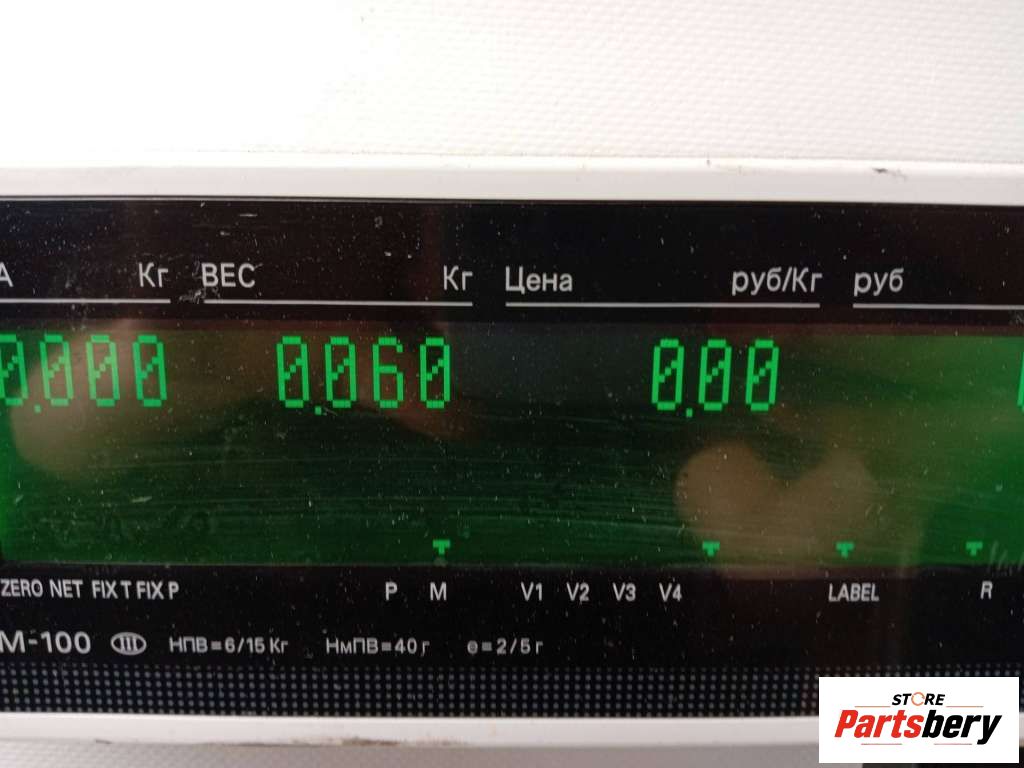 А Кг ВЕС Кг Цена руб/Кг руб
0.000 0.060 0.00
ZERO NET FIX T FIX P P M V1 V2 V3 V4 LABEL R
M-100 III НПВ=6/15 Кг НмПВ=40 г e=2/5 г
STORE
Partsbery